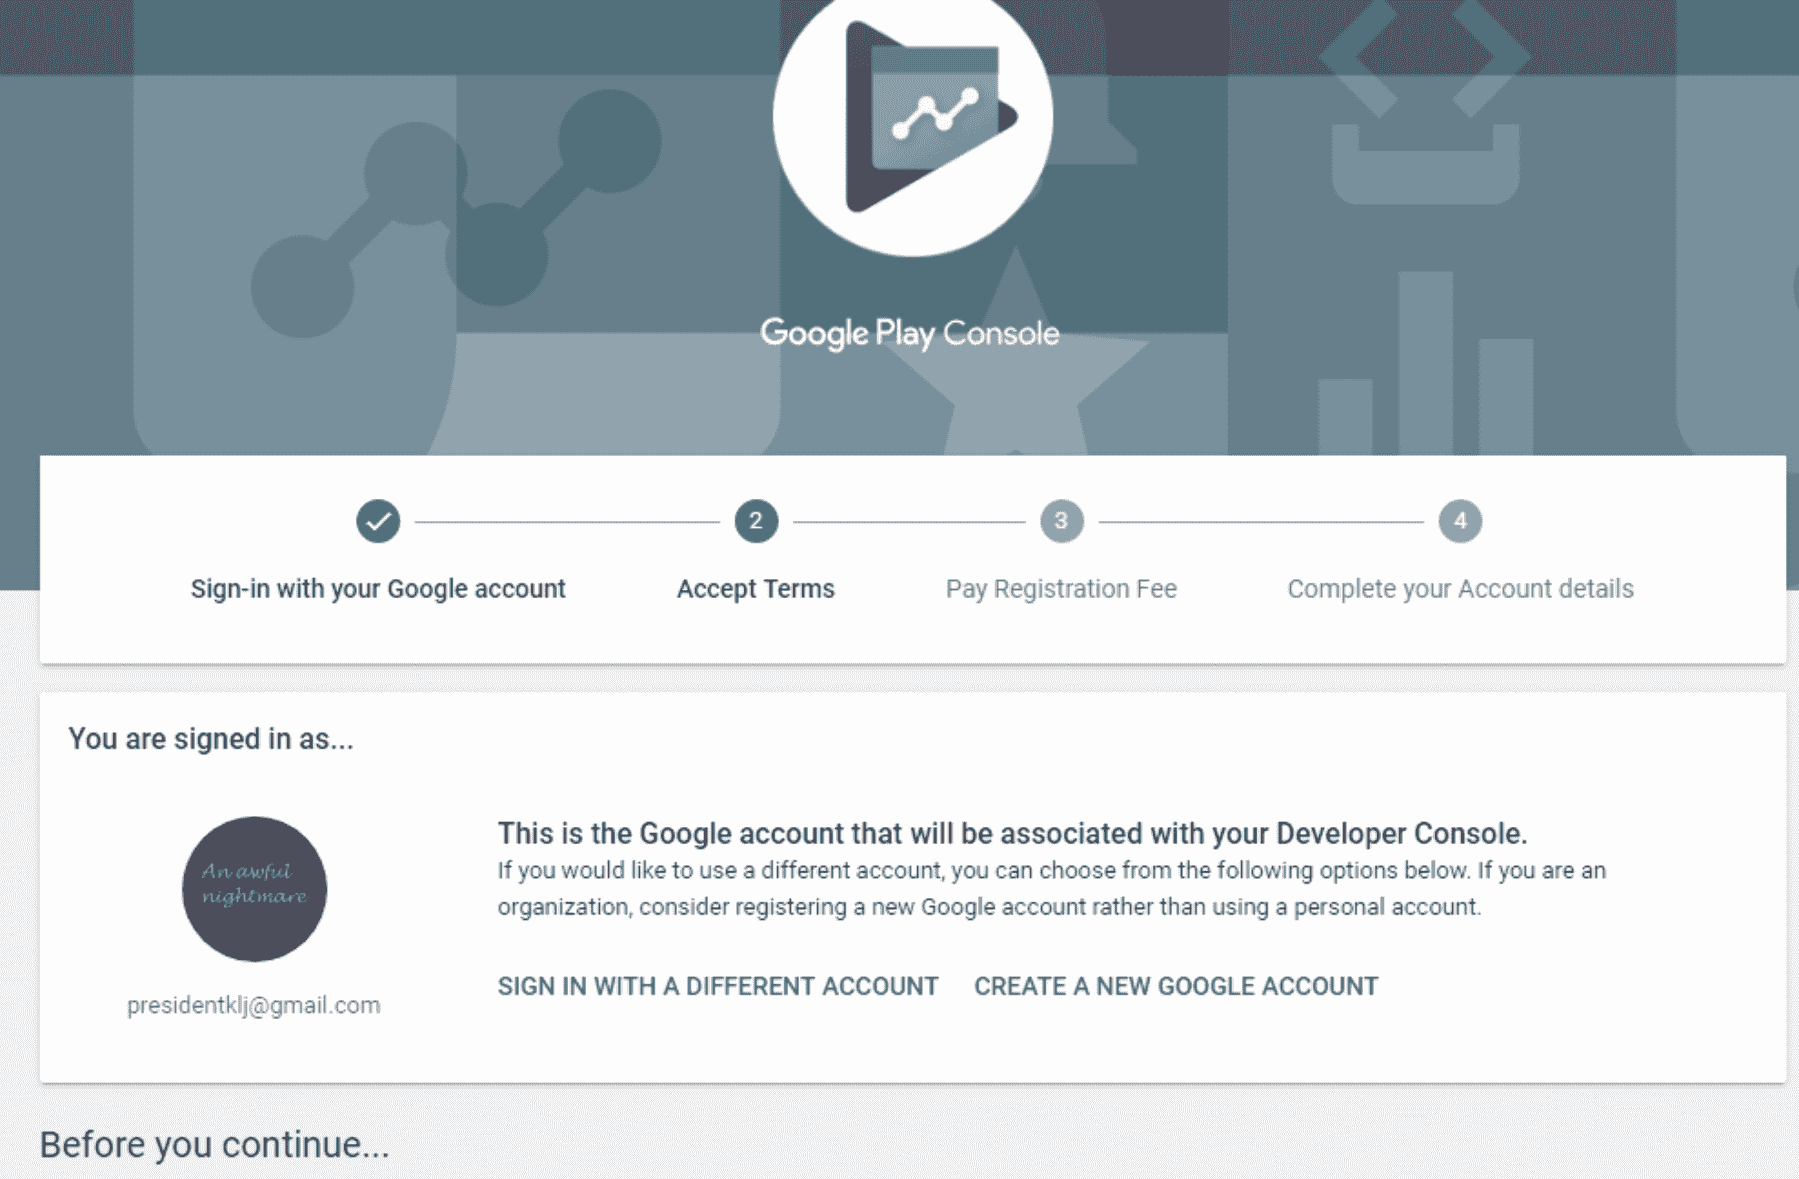 Google Play Console
2
3
4
Sign-in with your Google account
Accept Terms
Pay Registration Fee
Complete your Account details
You are signed in as...
An awful
nightmare
presidentklj@gmail.com
This is the Google account that will be associated with your Developer Console.
If you would like to use a different account, you can choose from the following options below. If you are an
organization, consider registering a new Google account rather than using a personal account.
SIGN IN WITH A DIFFERENT ACCOUNT
CREATE A NEW GOOGLE ACCOUNT
Before you continue...